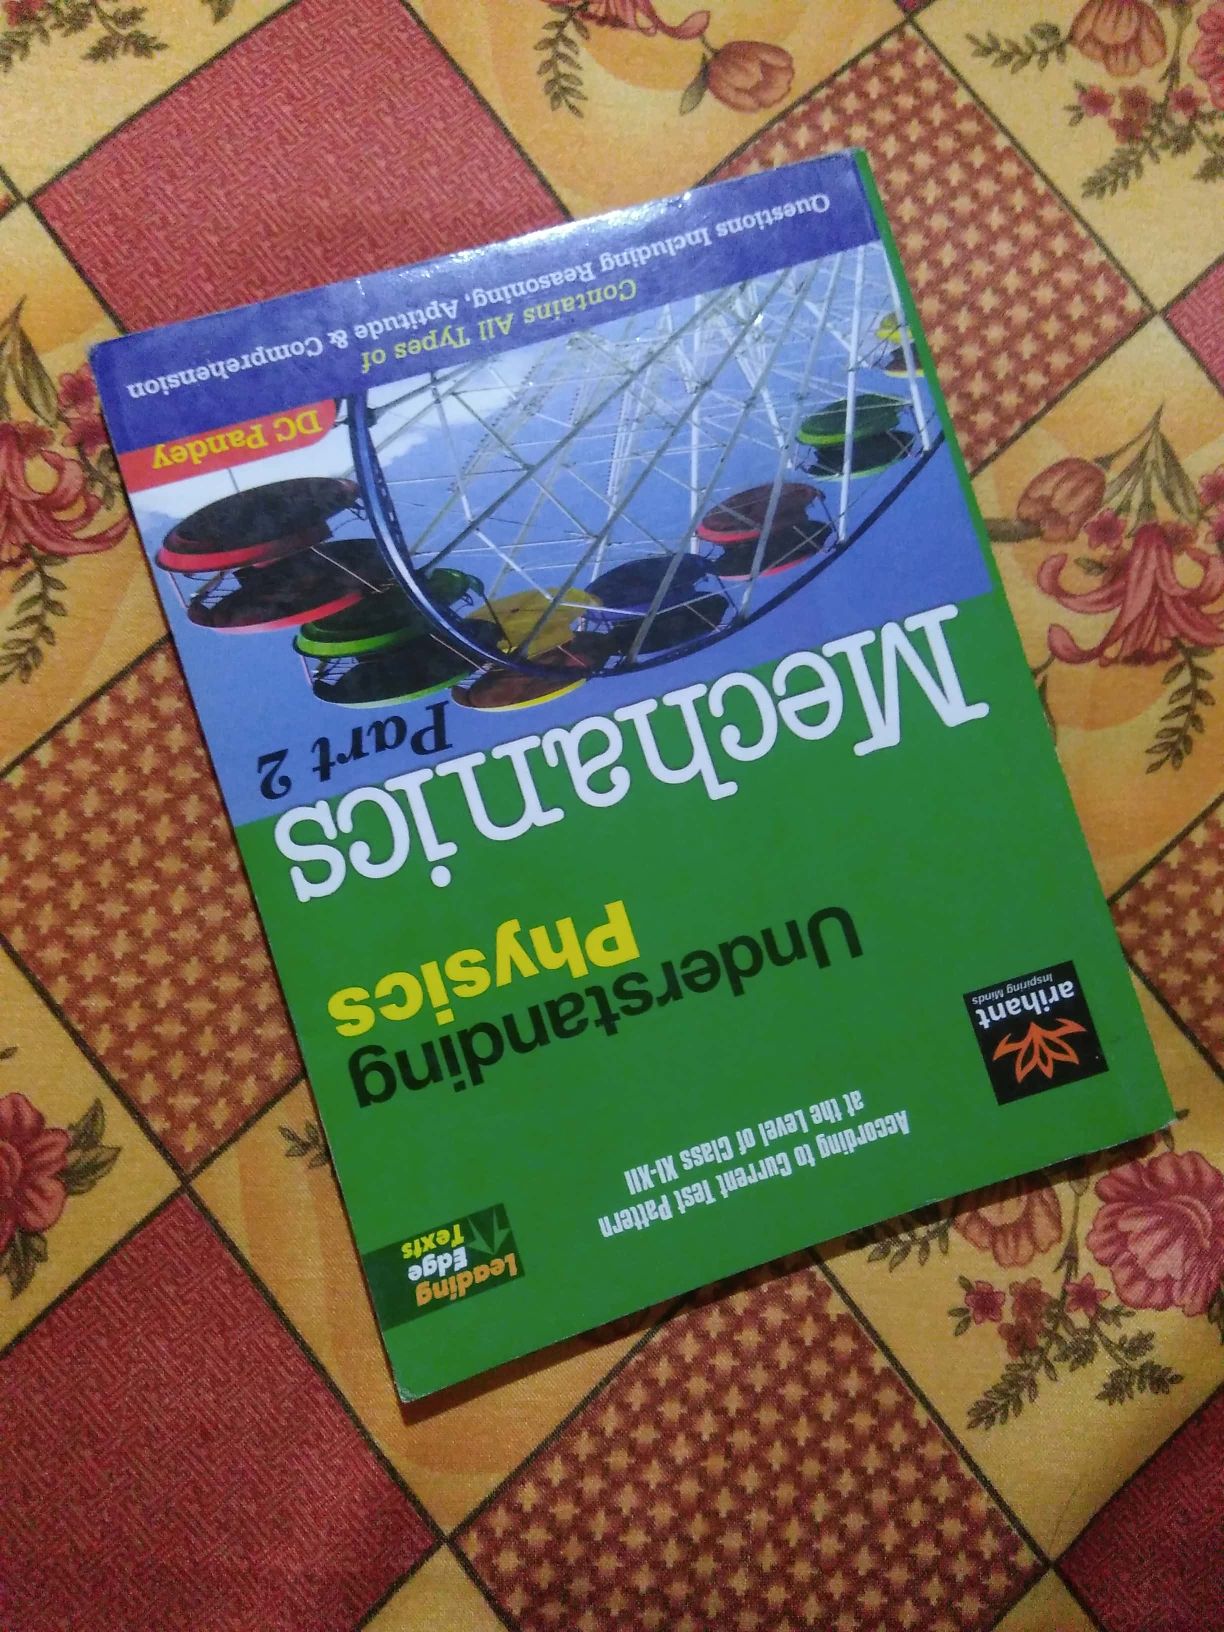 Leading
Edge
Texts
According to Current Test Pattern
at the Level of Class XI-XII
arihant
Inspiring Minds
Understanding
Physics
Mechanics
Part 2
DC Pandey
Contains All Types of
Questions Including Reasoning, Aptitude & Comprehension